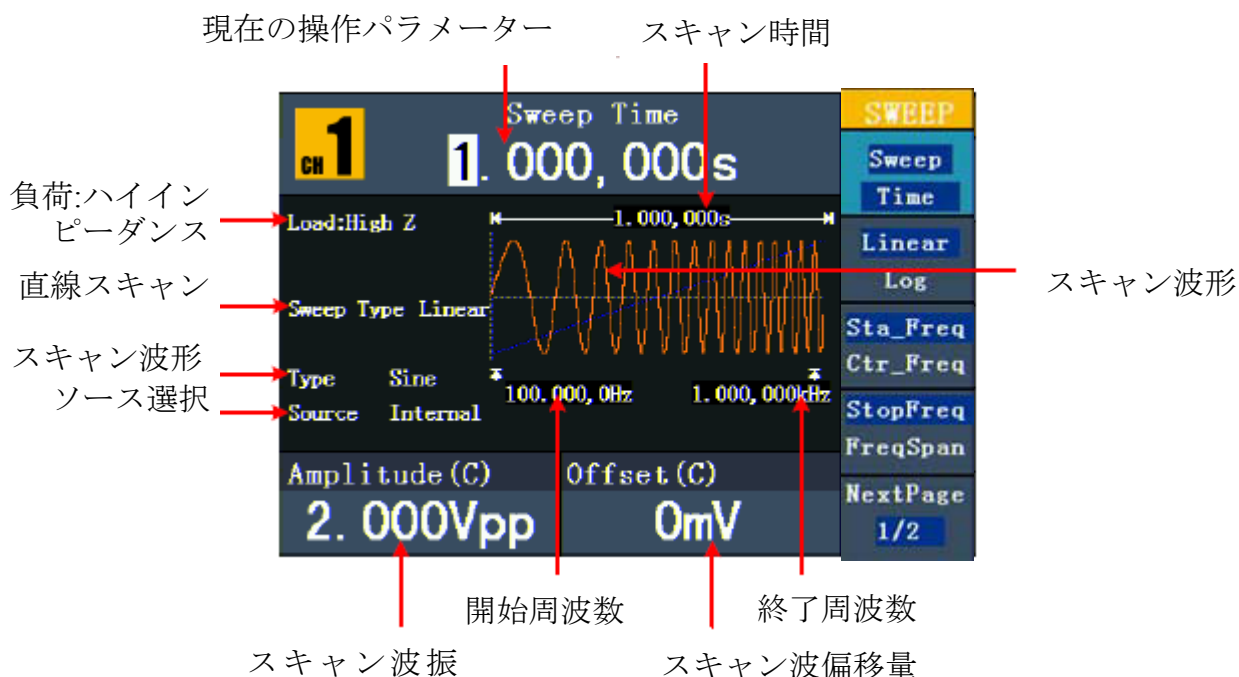 現在の操作パラメーター
スキャン時間
CH 1
Sweep Time
1.000,000s
SWEEP
Sweep
Time
Linear
Log
Sta_Freq
Ctr_Freq
StopFreq
FreqSpan
NextPage
1/2
負荷:ハイイン
ピーダンス
Load:High Z
1.000,000s
直線スキャン
Sweep Type Linear
スキャン波形
スキャン波形
Type Sine
ソース選択
Source Internal
100.000,0Hz
1.000,000kHz
Amplitude(C)
Offset(C)
2.000Vpp
0mV
開始周波数
終了周波数
スキャン波振
スキャン波偏移量